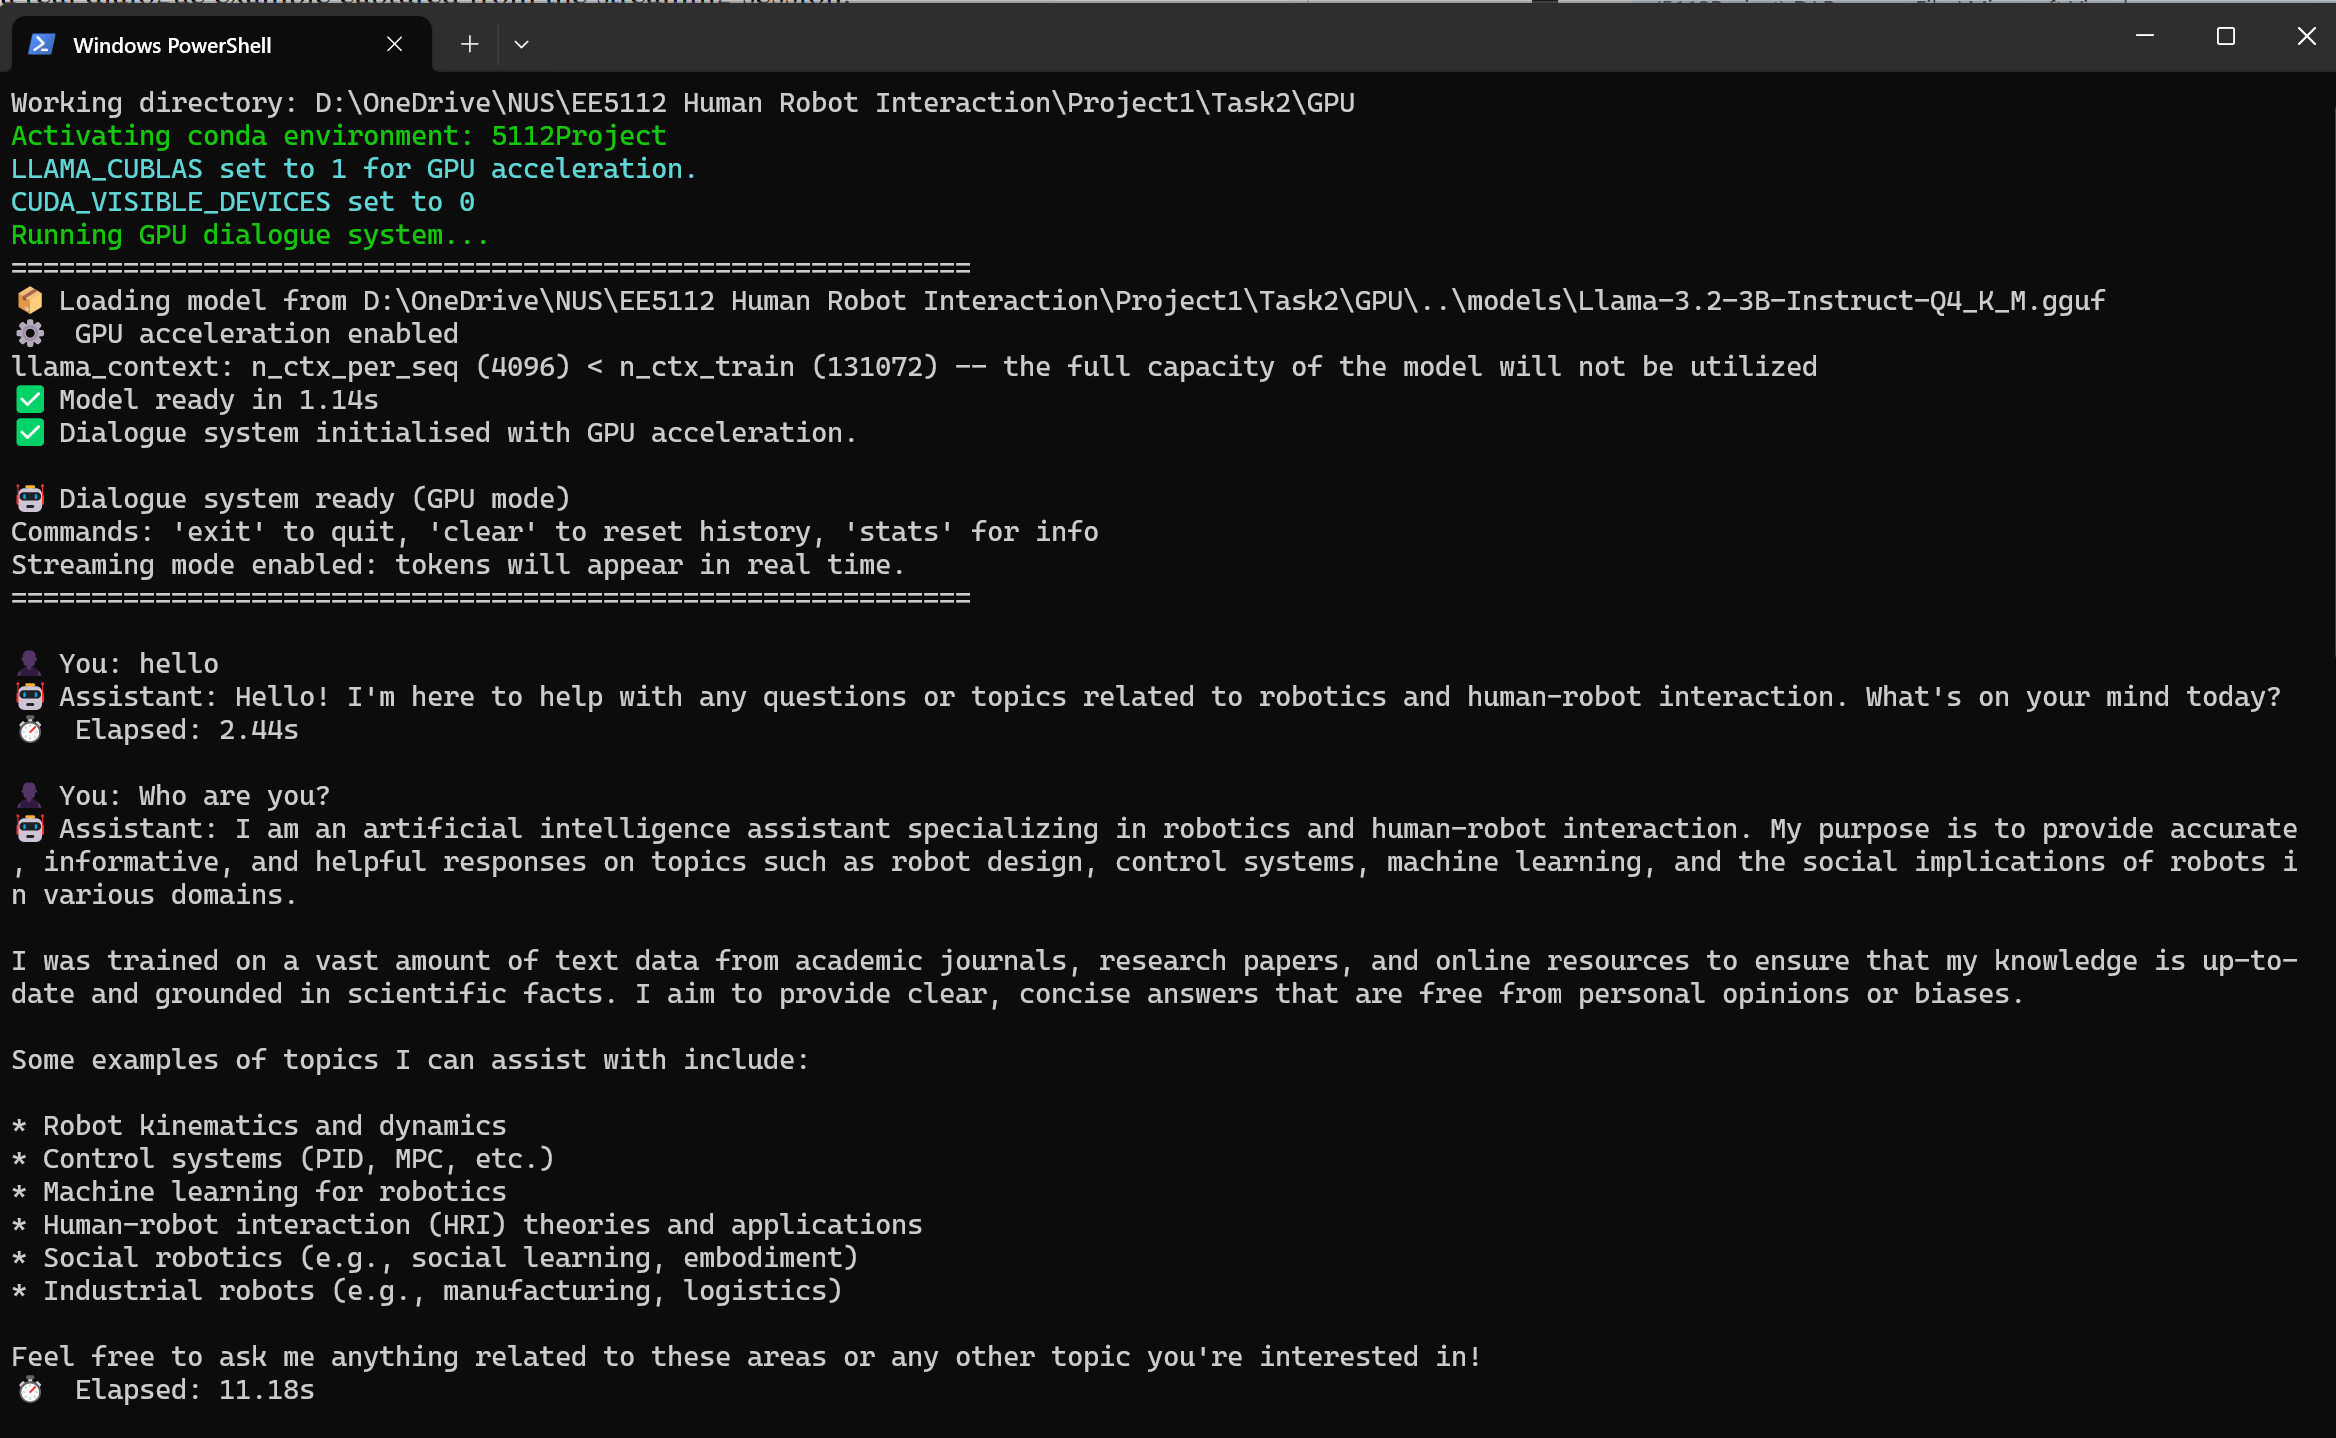 Windows PowerShell
Working directory: D:\OneDrive\NUS\EE5112 Human Robot Interaction\Project1\Task2\GPU
Activating conda environment: 5112Project
LLAMA_CUBLAS set to 1 for GPU acceleration.
CUDA_VISIBLE_DEVICES set to 0
Running GPU dialogue system...
============================================================
📦 Loading model from D:\OneDrive\NUS\EE5112 Human Robot Interaction\Project1\Task2\GPU\..\models\Llama-3.2-3B-Instruct-Q4_K_M.gguf
⚙️ GPU acceleration enabled
llama_context: n_ctx_per_seq (4096) < n_ctx_train (131072) -- the full capacity of the model will not be utilized
✅ Model ready in 1.14s
✅ Dialogue system initialised with GPU acceleration.
🤖 Dialogue system ready (GPU mode)
Commands: 'exit' to quit, 'clear' to reset history, 'stats' for info
Streaming mode enabled: tokens will appear in real time.
============================================================
👤 You: hello
🤖 Assistant: Hello! I'm here to help with any questions or topics related to robotics and human-robot interaction. What's on your mind today?
⏱️ Elapsed: 2.44s
👤 You: Who are you?
🤖 Assistant: I am an artificial intelligence assistant specializing in robotics and human-robot interaction. My purpose is to provide accurate
, informative, and helpful responses on topics such as robot design, control systems, machine learning, and the social implications of robots i
n various domains.
I was trained on a vast amount of text data from academic journals, research papers, and online resources to ensure that my knowledge is up-to-
date and grounded in scientific facts. I aim to provide clear, concise answers that are free from personal opinions or biases.
Some examples of topics I can assist with include:
* Robot kinematics and dynamics
* Control systems (PID, MPC, etc.)
* Machine learning for robotics
* Human-robot interaction (HRI) theories and applications
* Social robotics (e.g., social learning, embodiment)
* Industrial robots (e.g., manufacturing, logistics)
Feel free to ask me anything related to these areas or any other topic you're interested in!
⏱️ Elapsed: 11.18s